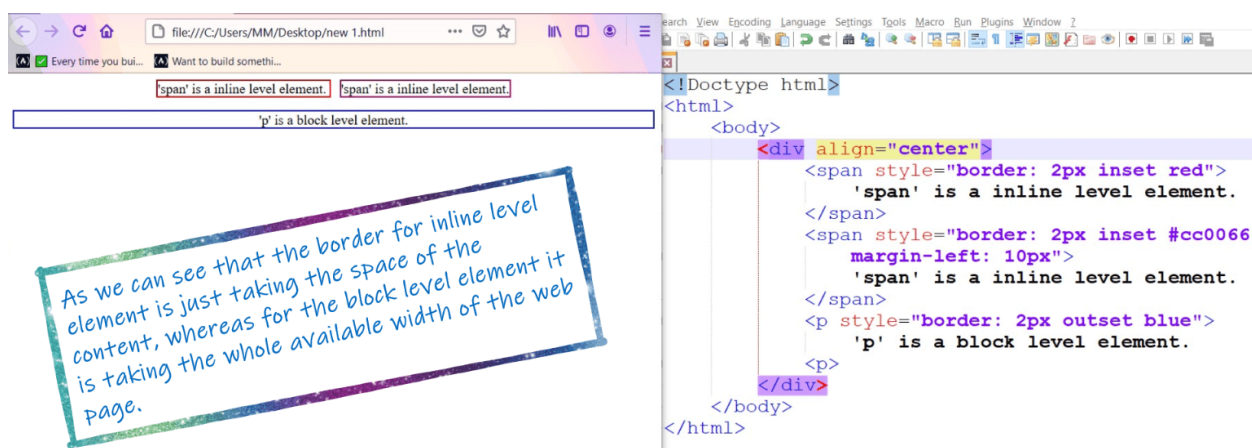 file:///C:/Users/MM/Desktop/new 1.html
Every time you bui...
Want to build somethi...
'span' is a inline level element.
'span' is a inline level element.
'p' is a block level element.
As we can see that the border for inline level
element is just taking the space of the
content, whereas for the block level element it
is taking the whole available width of the web
page.
earch View Encoding Language Settings Tools Macro Run Plugins Window ?
<!Doctype html>
<html>
<body>
<div align="center">
<span style="border: 2px inset red">
'span' is a inline level element.
</span>
<span style="border: 2px inset #cc0066
margin-left: 10px">
'span' is a inline level element.
</span>
<p style="border: 2px outset blue">
'p' is a block level element.
<p>
</div>
</body>
</html>